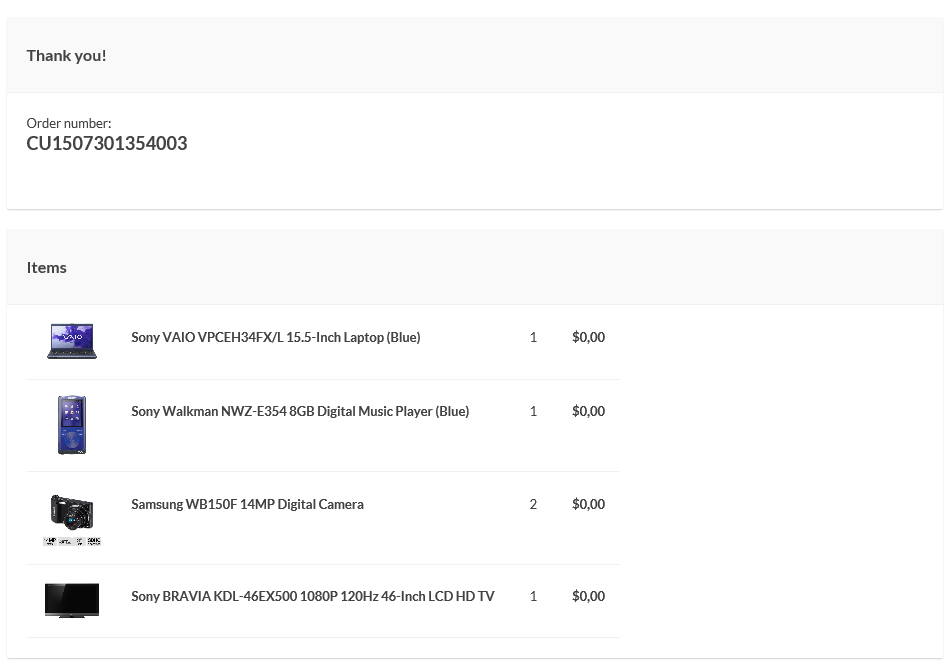 Thank you!
Order number:
CU1507301354003
Items
VAIO
Sony VAIO VPCEH34FX/L 15.5-Inch Laptop (Blue) 1 $0,00
Sony Walkman NWZ-E354 8GB Digital Music Player (Blue) 1 $0,00
Samsung WB150F 14MP Digital Camera 2 $0,00
Sony BRAVIA KDL-46EX500 1080P 120Hz 46-Inch LCD HD TV 1 $0,00